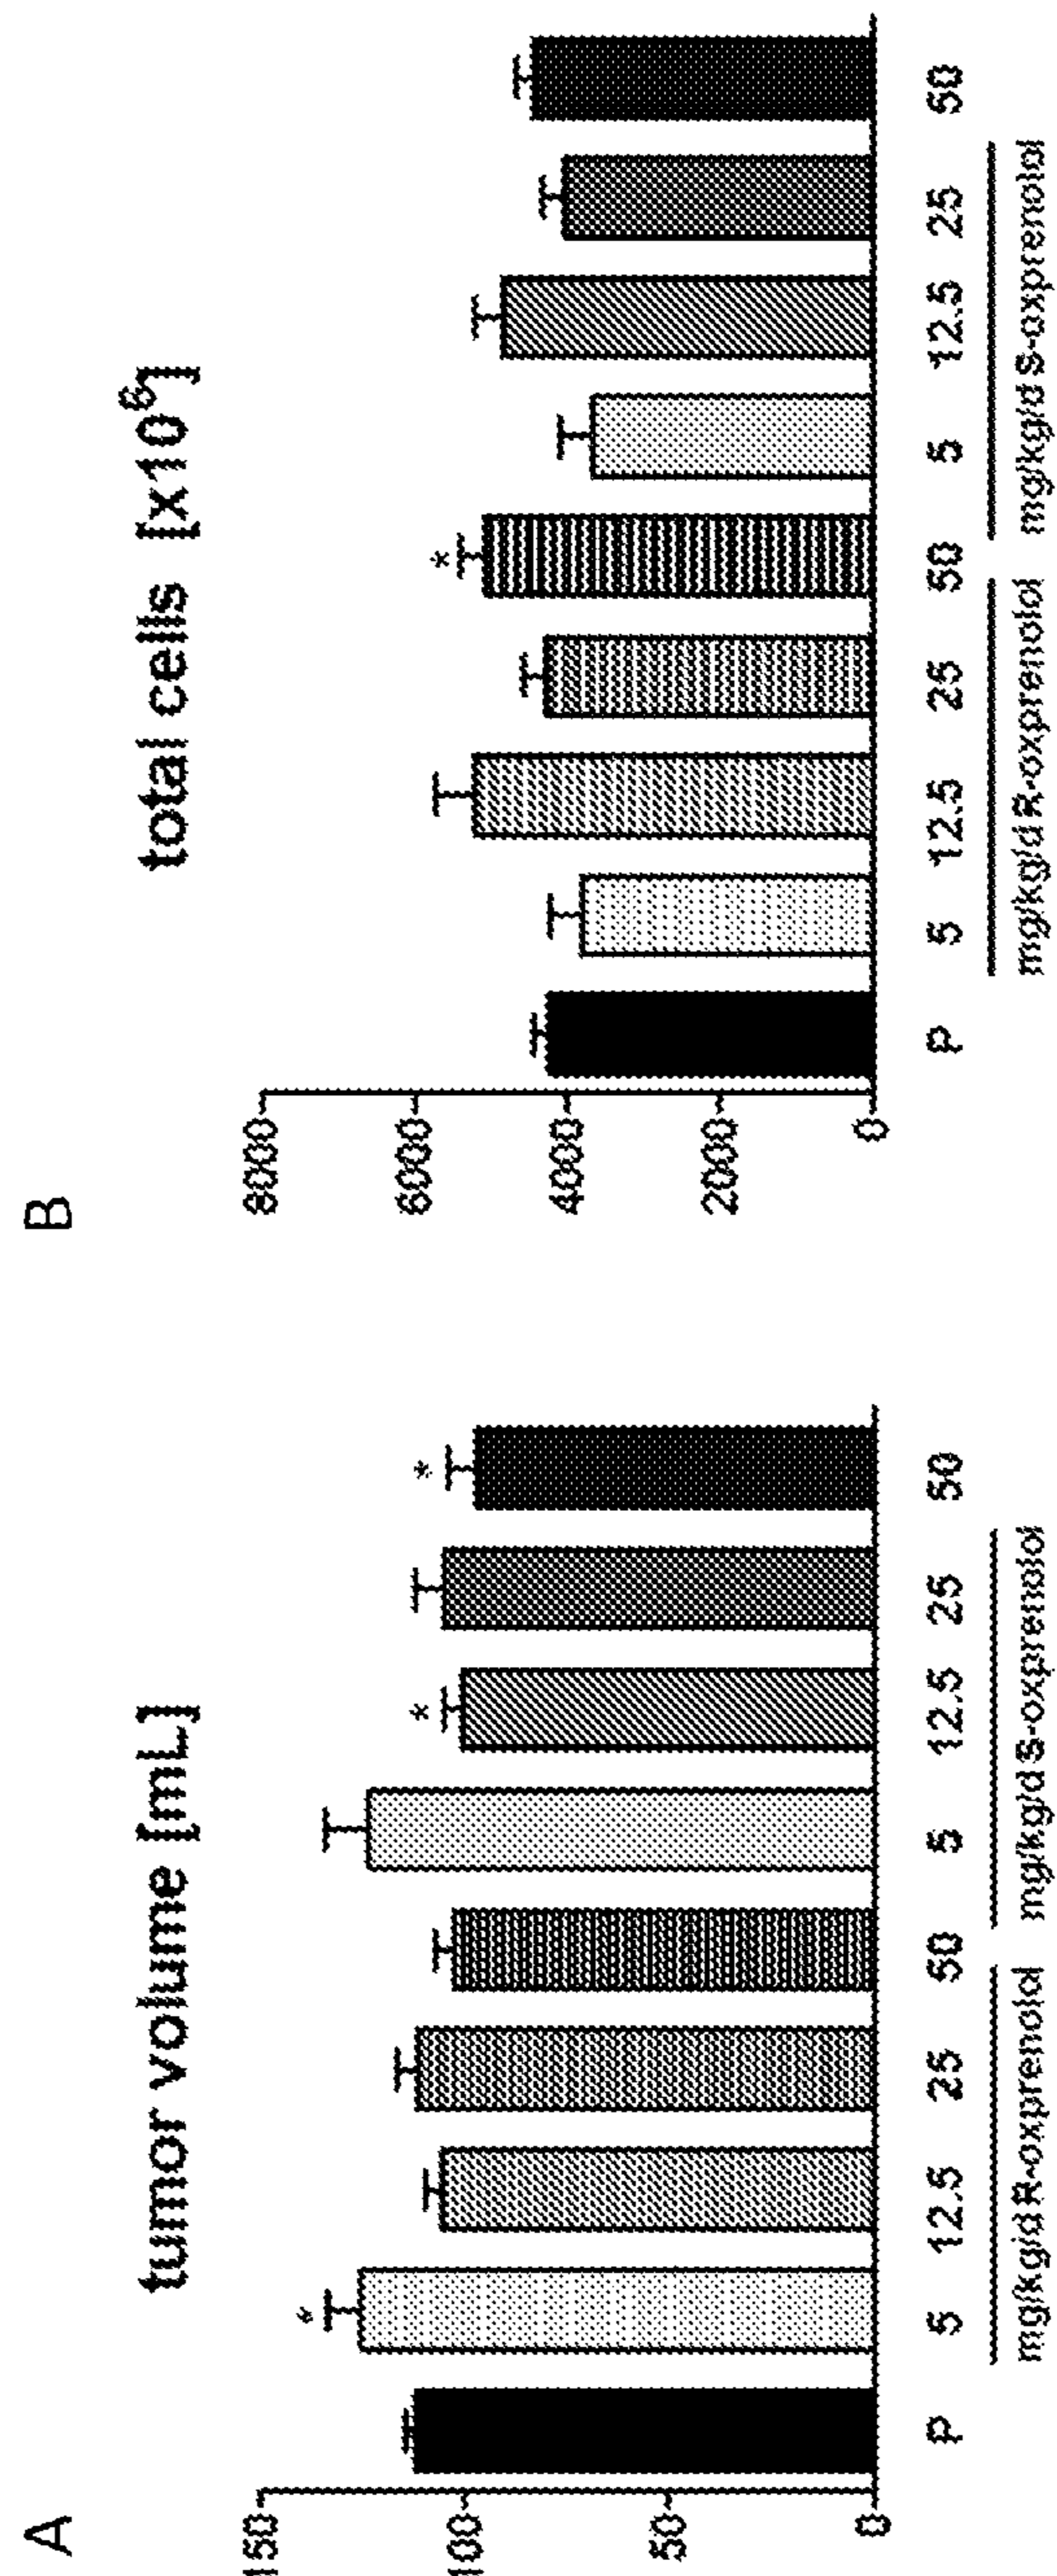 A
tumor volume [mL]
150
100
50
0
P 5 12.5 25 50 5 12.5 25 50
mg/kg/d R-oxprenolol mg/kg/d S-oxprenolol
* * *
B
total cells [x10⁶]
8000
6000
4000
2000
0
P 5 12.5 25 50 5 12.5 25 50
mg/kg/d R-oxprenolol mg/kg/d S-oxprenolol
*